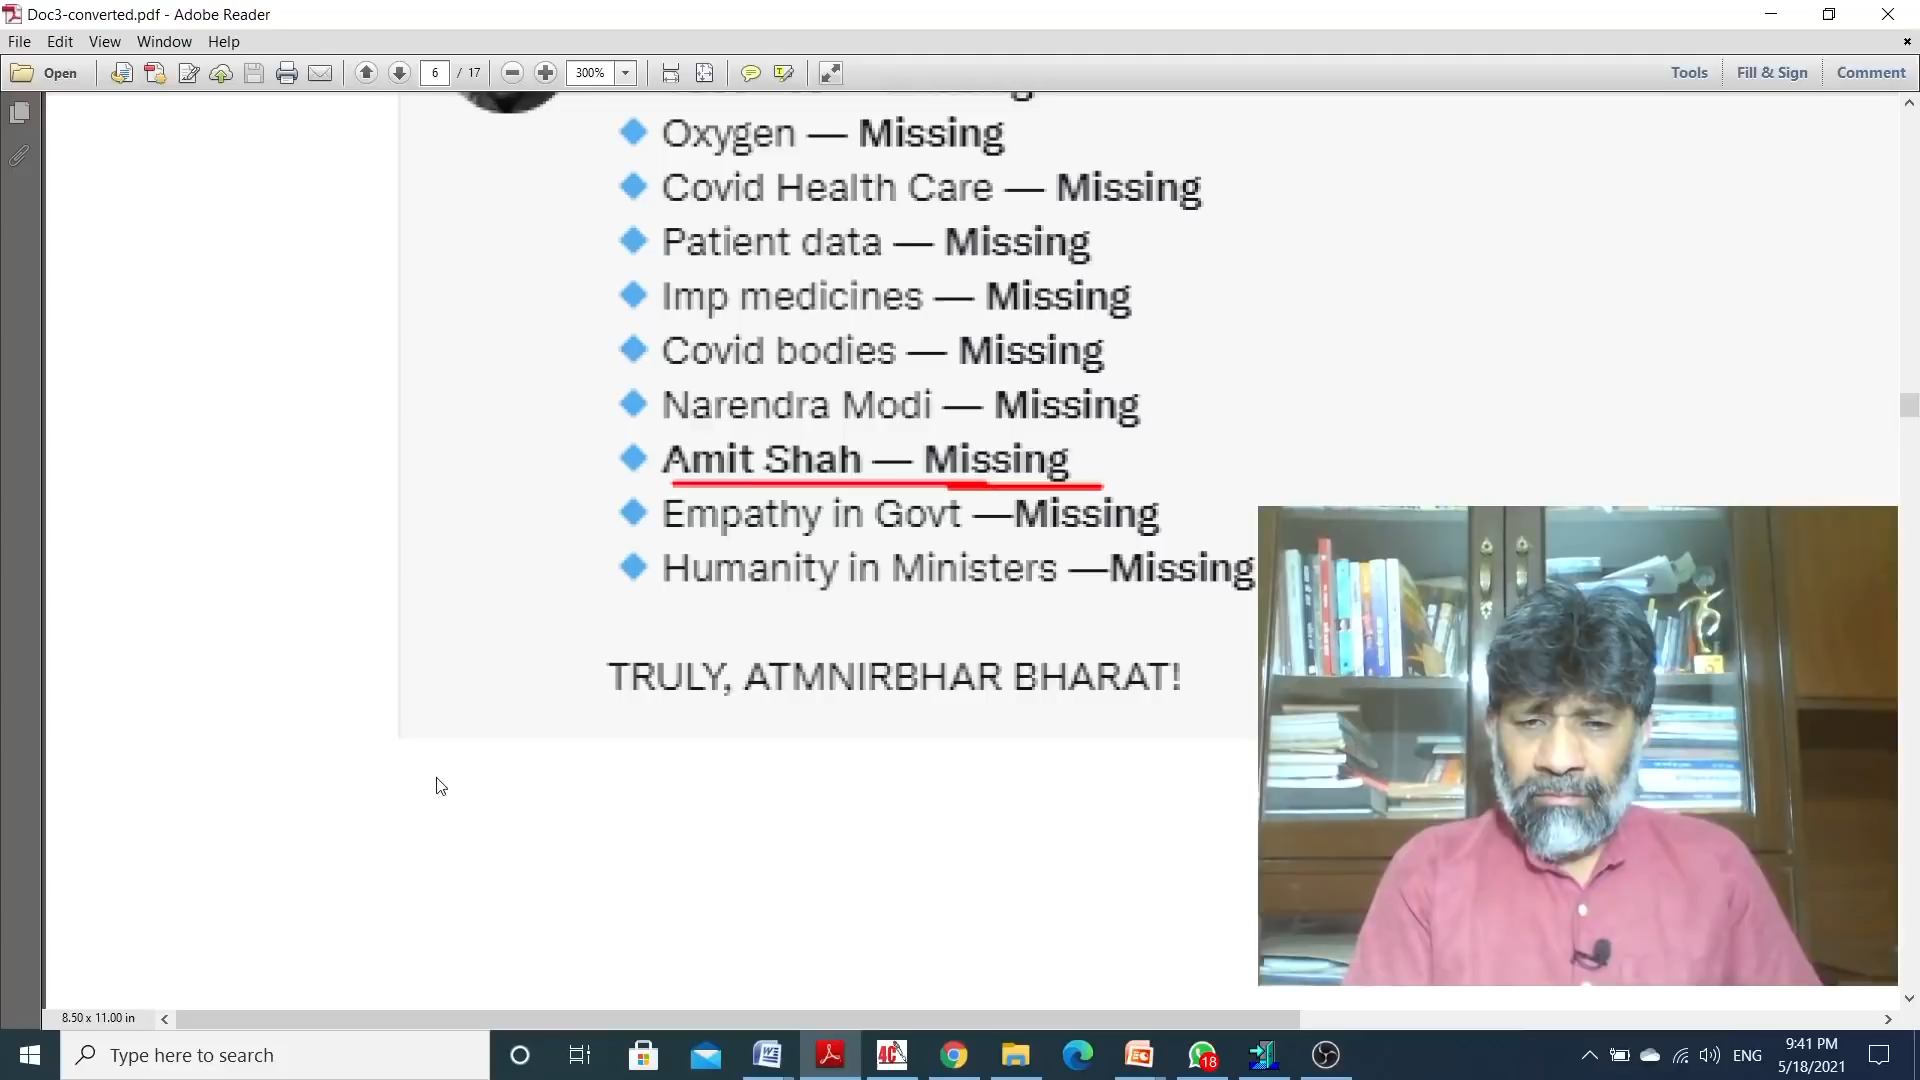 Doc3-converted.pdf - Adobe Reader
File Edit View Window Help
Open 6 / 17 300% Tools Fill & Sign Comment
Oxygen — Missing
Covid Health Care — Missing
Patient data — Missing
Imp medicines — Missing
Covid bodies — Missing
Narendra Modi — Missing
Amit Shah — Missing
Empathy in Govt —Missing
Humanity in Ministers —Missing
TRULY, ATMNIRBHAR BHARAT!
8.50 x 11.00 in
Type here to search
18
ENG
9:41 PM
5/18/2021